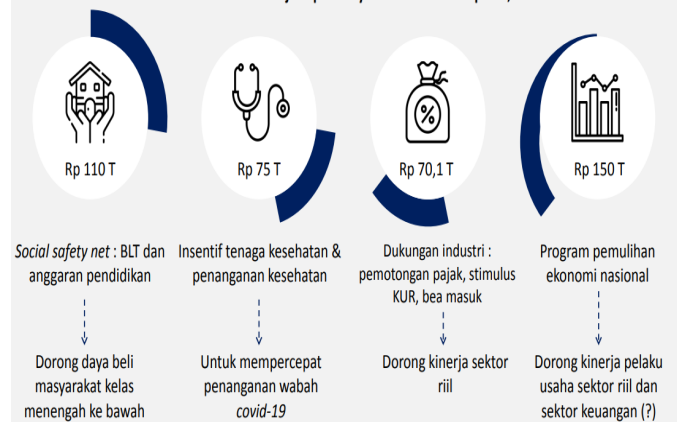 Rp 110 T
Rp 75 T
Rp 70,1 T
Rp 150 T
Social safety net : BLT dan
anggaran pendidikan
Insentif tenaga kesehatan &
penanganan kesehatan
Dukungan industri :
pemotongan pajak, stimulus
KUR, bea masuk
Program pemulihan
ekonomi nasional
Dorong daya beli
masyarakat kelas
menengah ke bawah
Untuk mempercepat
penanganan wabah
covid-19
Dorong kinerja sektor
riil
Dorong kinerja pelaku
usaha sektor riil dan
sektor keuangan (?)